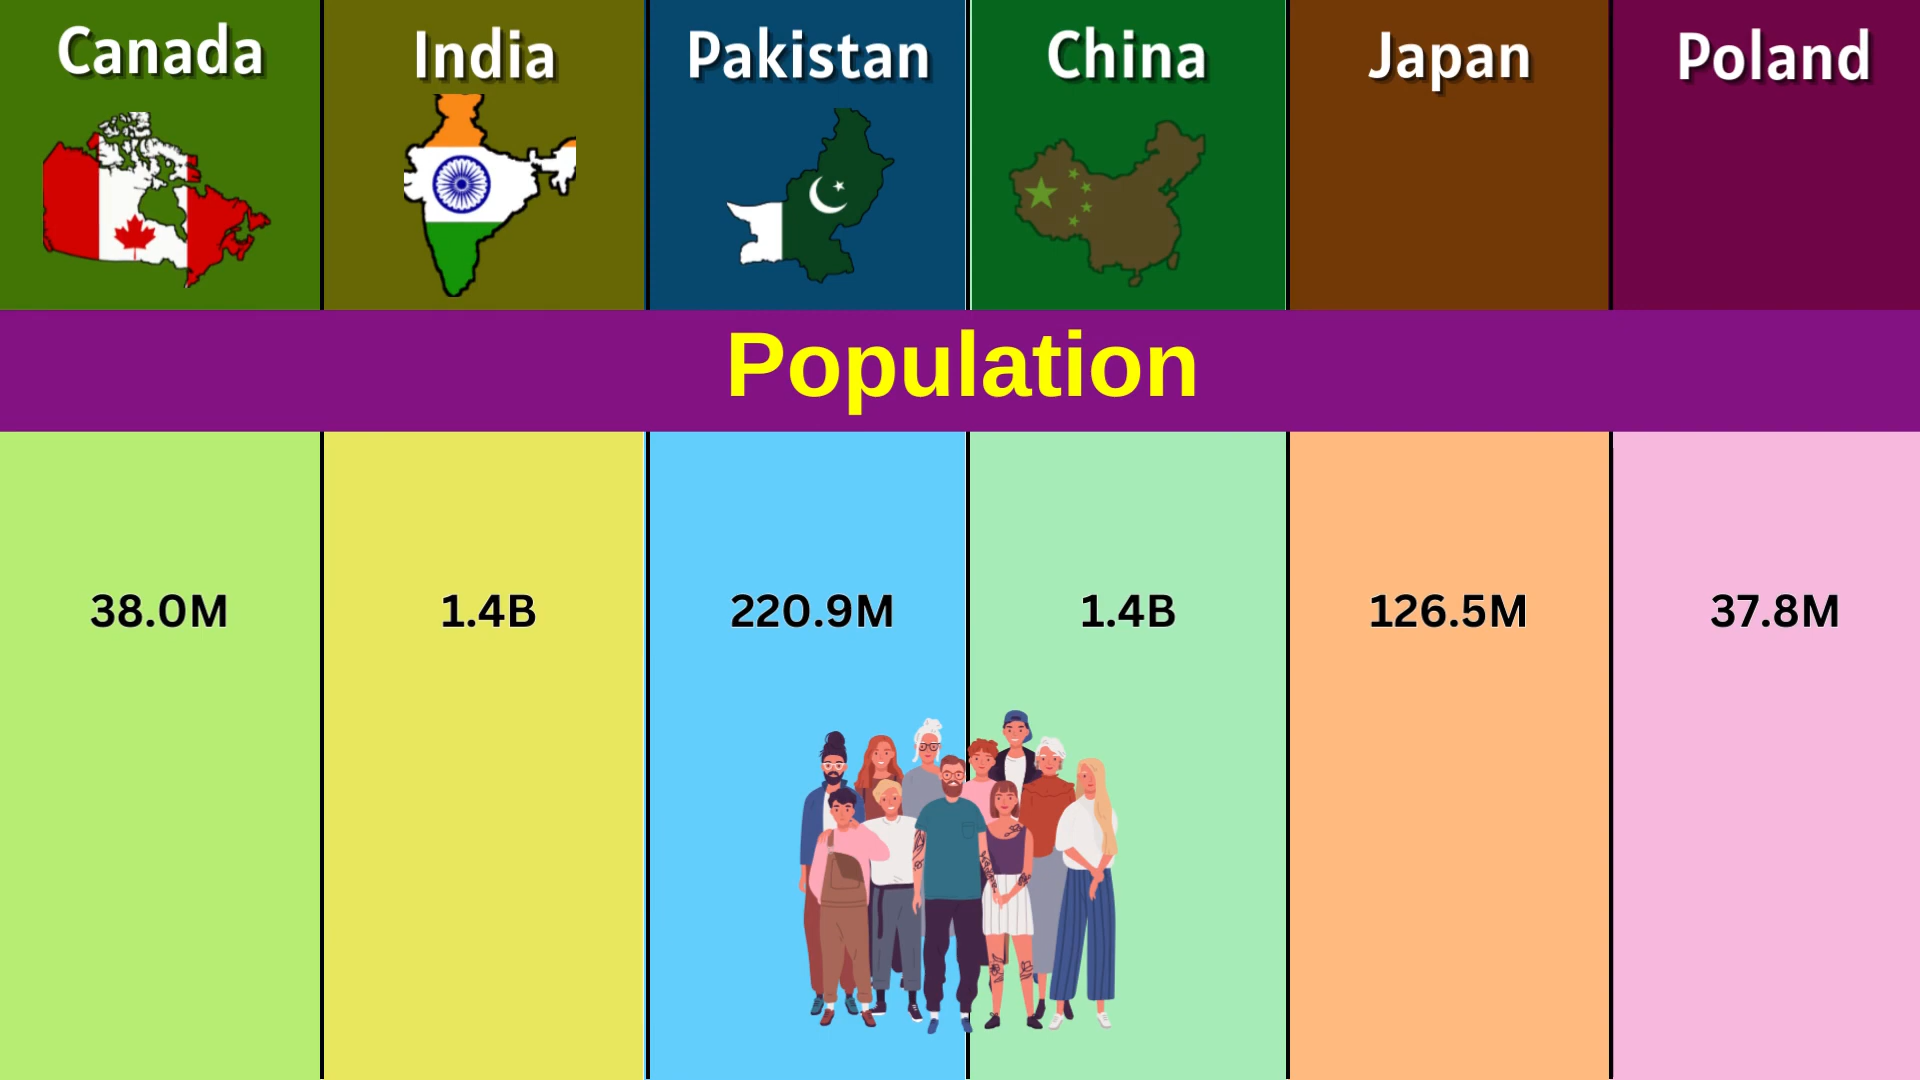 Canada India Pakistan China Japan Poland
Population
38.0M 1.4B 220.9M 1.4B 126.5M 37.8M